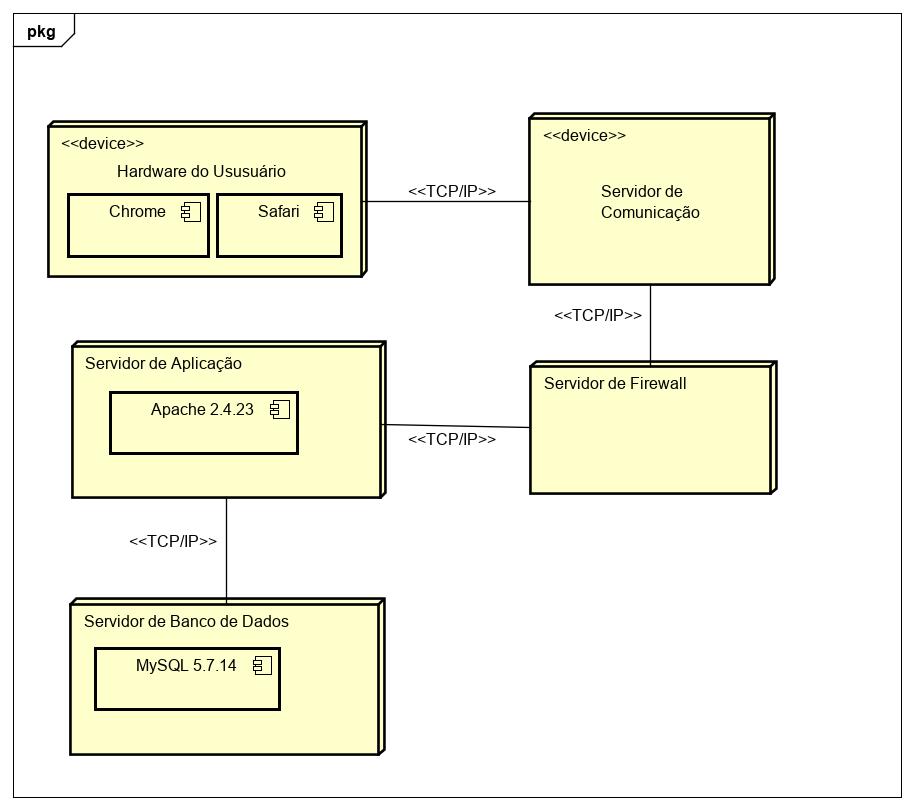 pkg
<<device>>
Hardware do Ususuário
Chrome
Safari
<<TCP/IP>>
<<device>>
Servidor de
Comunicação
<<TCP/IP>>
Servidor de Aplicação
Apache 2.4.23
<<TCP/IP>>
Servidor de Firewall
<<TCP/IP>>
Servidor de Banco de Dados
MySQL 5.7.14